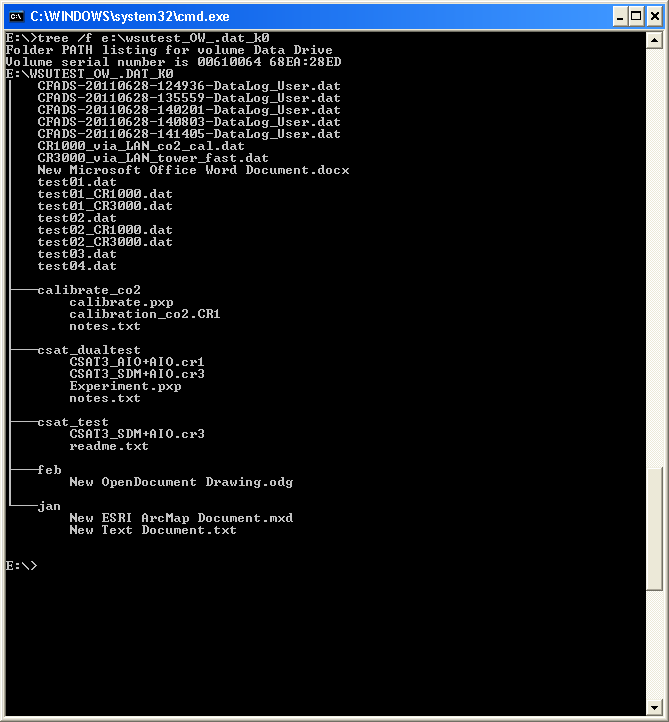 C:\WINDOWS\system32\cmd.exe
E:\>tree /f e:\wsutest_OW_.dat_k0
Folder PATH listing for volume Data Drive
Volume serial number is 00610064 68EA:28ED
E:\WSUTEST_OW_.DAT_K0
CFADS-20110628-124936-DataLog_User.dat
CFADS-20110628-135559-DataLog_User.dat
CFADS-20110628-140201-DataLog_User.dat
CFADS-20110628-140803-DataLog_User.dat
CFADS-20110628-141405-DataLog_User.dat
CR1000_via_LAN_co2_cal.dat
CR3000_via_LAN_tower_fast.dat
New Microsoft Office Word Document.docx
test01.dat
test01_CR1000.dat
test01_CR3000.dat
test02.dat
test02_CR1000.dat
test02_CR3000.dat
test03.dat
test04.dat
calibrate_co2
calibrate.pxp
calibration_co2.CR1
notes.txt
csat_dualtest
CSAT3_AIO+AIO.cr1
CSAT3_SDM+AIO.cr3
Experiment.pxp
notes.txt
csat_test
CSAT3_SDM+AIO.cr3
readme.txt
feb
New OpenDocument Drawing.odg
jan
New ESRI ArcMap Document.mxd
New Text Document.txt
E:\>